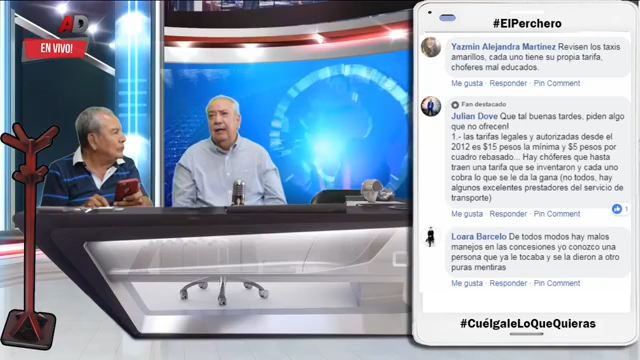 AD
EN VIVO!
#ElPerchero
Yazmin Alejandra Martínez Revisen los taxis
amarillos, cada uno tiene su propia tarifa,
choferes mal educados.
Me gusta · Responder · Pin Comment
Fan destacado
Julian Dove Que tal buenas tardes, piden algo
que no ofrecen!
1.- las tarifas legales y autorizadas desde el
2012 es $15 pesos la mínima y $5 pesos por
cuadro rebasado... Hay chóferes que hasta
traen una tarifa que se inventaron y cada uno
cobra lo que se le da la gana (no todos, hay
algunos excelentes prestadores del servicio de
transporte)
Me gusta · Responder · Pin Comment
1
Loara Barcelo De todos modos hay malos
manejos en las concesiones yo conozco una
persona que ya le tocaba y se la dieron a otro
puras mentiras
Me gusta · Responder · Pin Comment
#CuélgaleLoQueQuieras